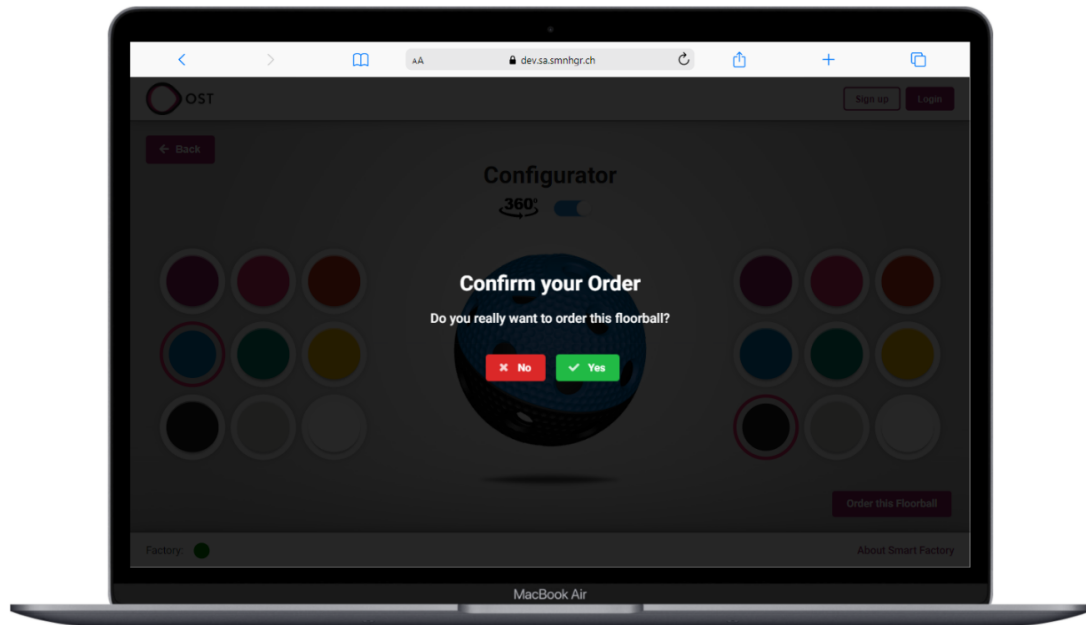 AA
dev.sa.smnhgr.ch
OST
Sign up
Login
Back
Configurator
360°
Confirm your Order
Do you really want to order this floorball?
No
Yes
Order this Floorball
Factory:
About Smart Factory
MacBook Air